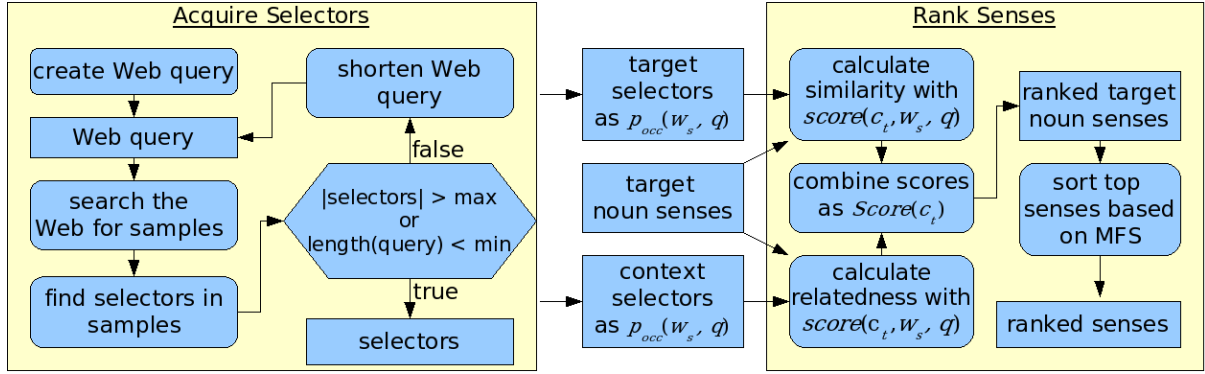 Acquire Selectors
create Web query
Web query
search the
Web for samples
find selectors in
samples
shorten Web
query
false
|selectors| > max
or
length(query) < min
true
selectors
target
selectors
as p_occ(w_s, q)
target
noun senses
context
selectors
as p_occ(w_s, q)
Rank Senses
calculate
similarity with
score(c_t,w_s, q)
combine scores
as Score(c_t)
calculate
relatedness with
score(c_t,w_s, q)
ranked target
noun senses
sort top
senses based
on MFS
ranked senses